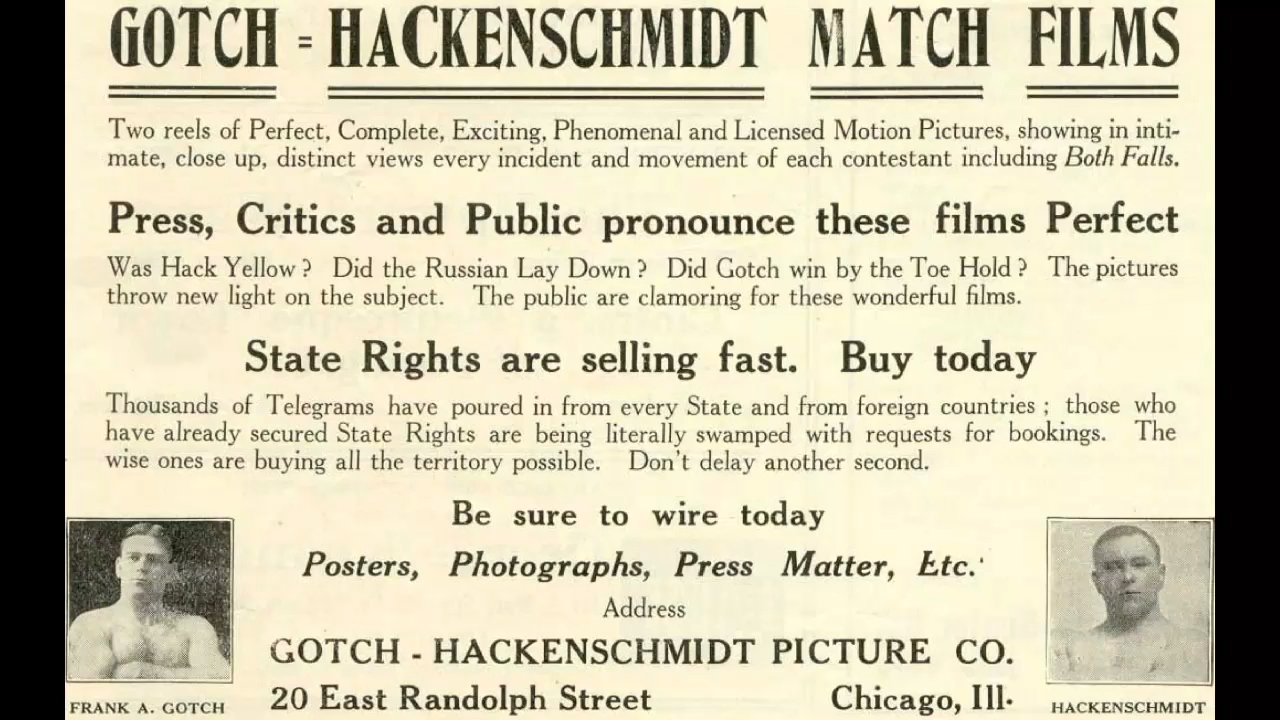 GOTCH = HACKENSCHMIDT MATCH FILMS
Two reels of Perfect, Complete, Exciting, Phenomenal and Licensed Motion Pictures, showing in inti-
mate, close up, distinct views every incident and movement of each contestant including Both Falls.
Press, Critics and Public pronounce these films Perfect
Was Hack Yellow? Did the Russian Lay Down? Did Gotch win by the Toe Hold? The pictures
throw new light on the subject. The public are clamoring for these wonderful films.
State Rights are selling fast. Buy today
Thousands of Telegrams have poured in from every State and from foreign countries; those who
have already secured State Rights are being literally swamped with requests for bookings. The
wise ones are buying all the territory possible. Don't delay another second.
Be sure to wire today
Posters, Photographs, Press Matter, Etc.
Address
GOTCH - HACKENSCHMIDT PICTURE CO.
20 East Randolph Street Chicago, Ill.
FRANK A. GOTCH
HACKENSCHMIDT